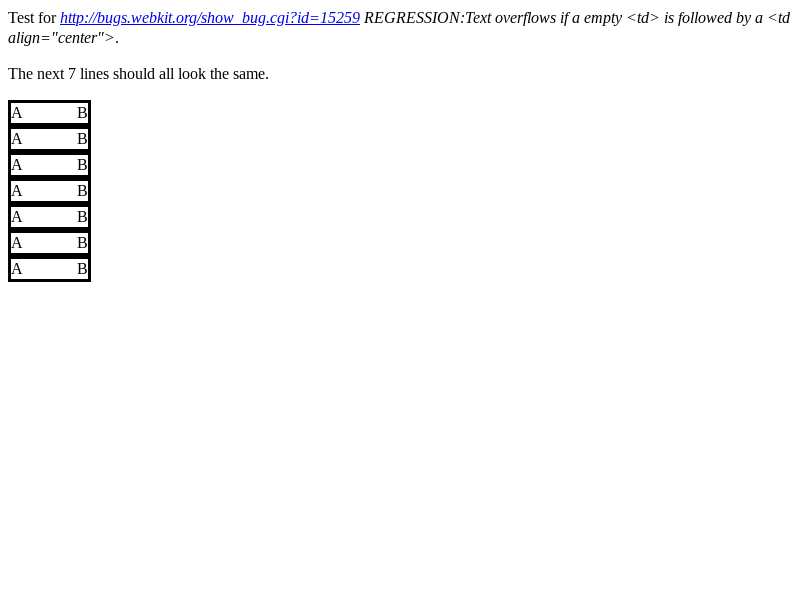 Test for http://bugs.webkit.org/show_bug.cgi?id=15259 REGRESSION:Text overflows if a empty <td> is followed by a <td
align="center">.
The next 7 lines should all look the same.
A B
A B
A B
A B
A B
A B
A B